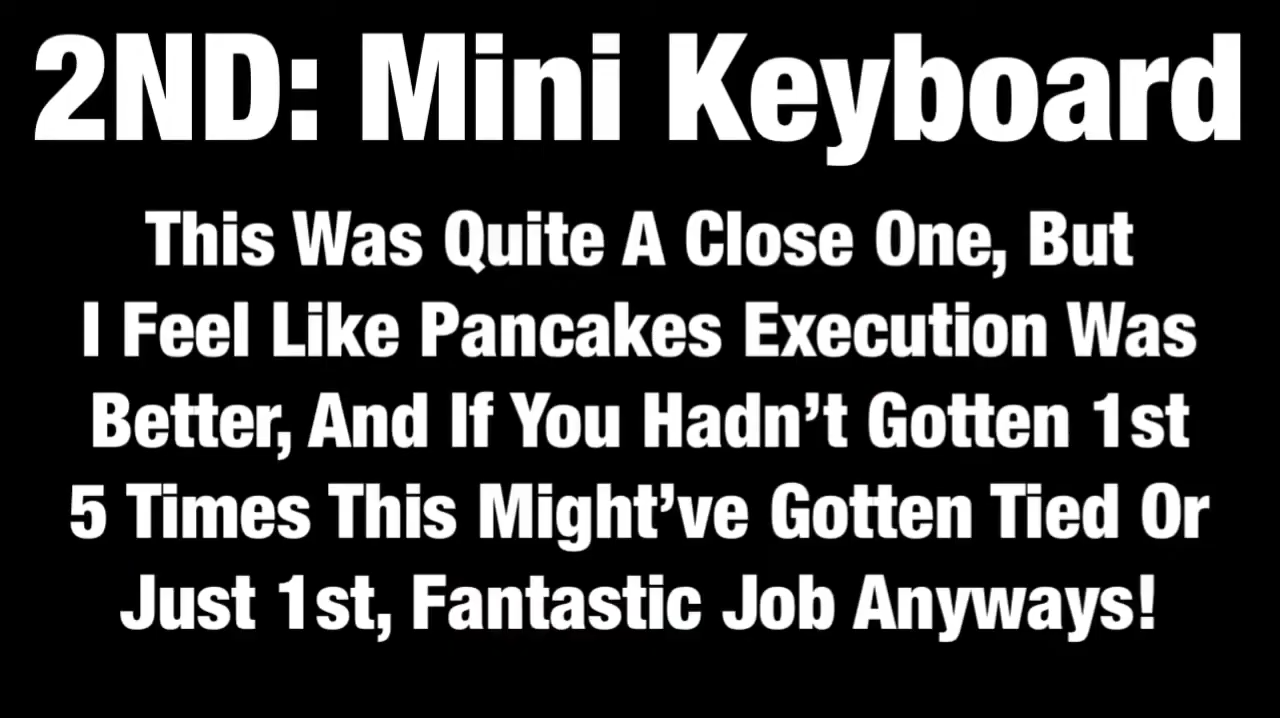 2ND: Mini Keyboard
This Was Quite A Close One, But
I Feel Like Pancakes Execution Was
Better, And If You Hadn’t Gotten 1st
5 Times This Might’ve Gotten Tied Or
Just 1st, Fantastic Job Anyways!